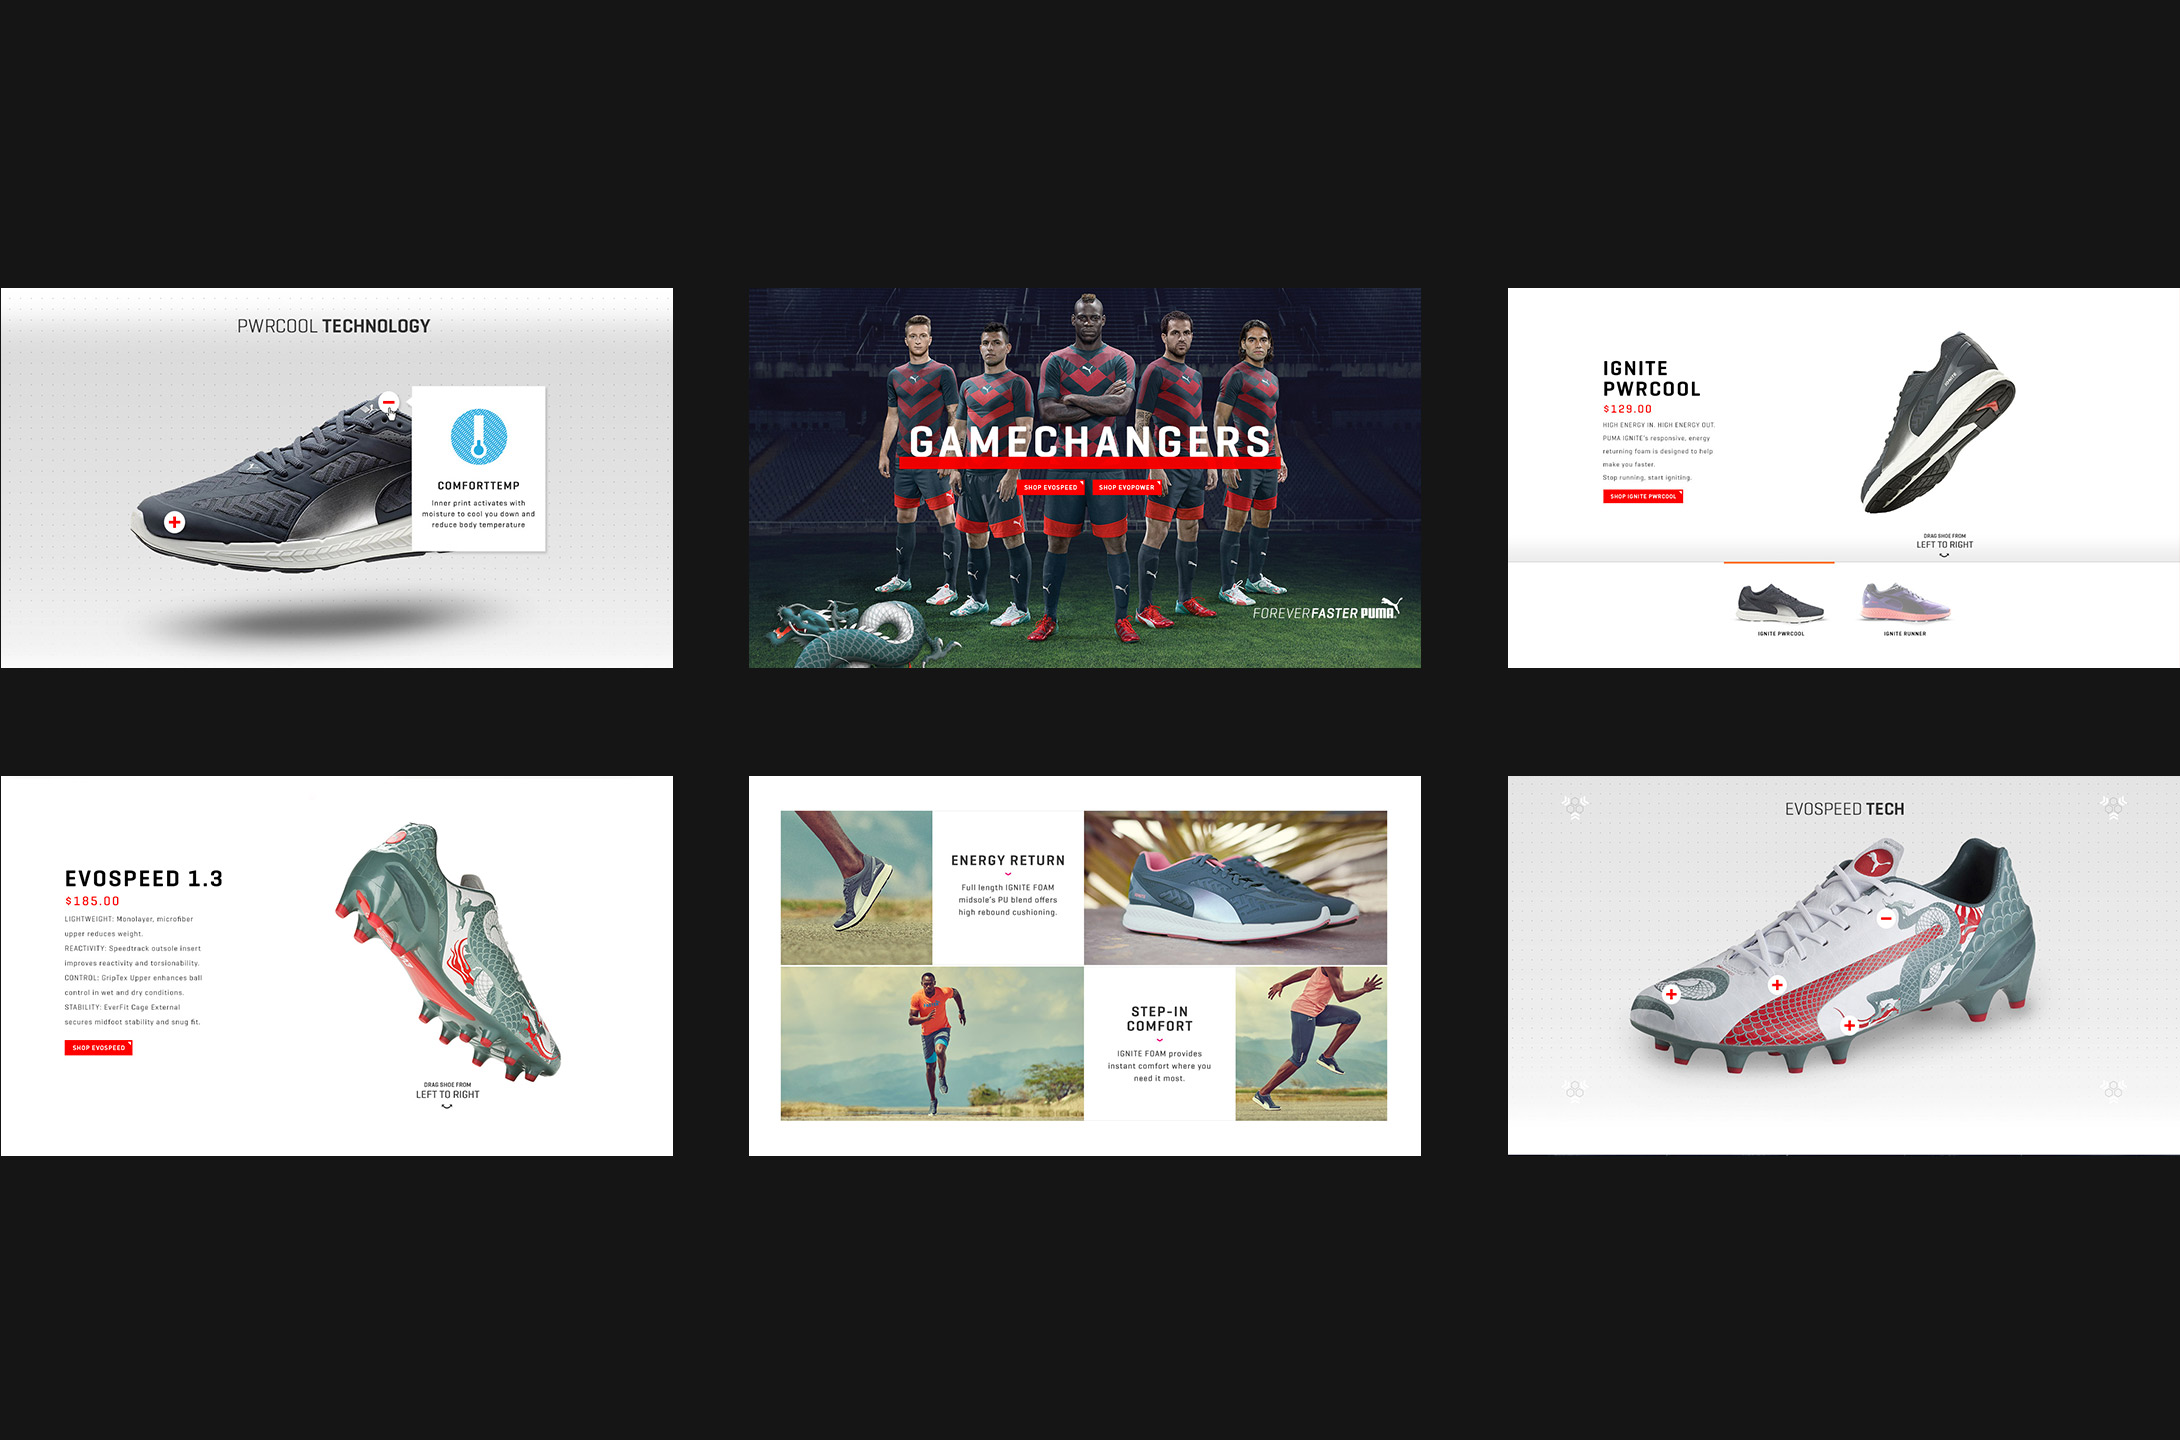 PWRCOOL TECHNOLOGY
COMFORTTEMP
Inner print activates with
moisture to cool you down and
reduce body temperature
GAMECHANGERS
SHOP EVOSPEED
SHOP EVOPOWER
FOREVER FASTER PUMA
IGNITE
PWRCOOL
$129.00
HIGH ENERGY IN. HIGH ENERGY OUT.
PUMA IGNITE's responsive, energy
returning foam is designed to help
make you faster.
Stop running, start igniting.
SHOP IGNITE PWRCOOL
IGNITE
DRAG SHOE FROM
LEFT TO RIGHT
IGNITE PWRCOOL
IGNITE RUNNER
EVOSPEED 1.3
$185.00
LIGHTWEIGHT: Monolayer, microfiber
upper reduces weight.
REACTIVITY: Speedtrack outsole insert
improves reactivity and torsionability.
CONTROL: GripTex Upper enhances ball
control in wet and dry conditions.
STABILITY: EverFit Cage External
secures midfoot stability and snug fit.
SHOP EVOSPEED
DRAG SHOE FROM
LEFT TO RIGHT
ENERGY RETURN
Full length IGNITE FOAM
midsole's PU blend offers
high rebound cushioning.
STEP-IN
COMFORT
IGNITE FOAM provides
instant comfort where you
need it most.
EVOSPEED TECH